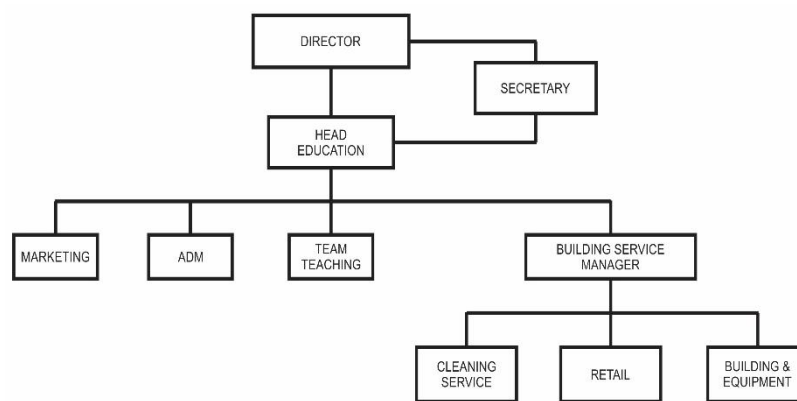 DIRECTOR
SECRETARY
HEAD
EDUCATION
MARKETING
ADM
TEAM
TEACHING
BUILDING SERVICE
MANAGER
CLEANING
SERVICE
RETAIL
BUILDING &
EQUIPMENT